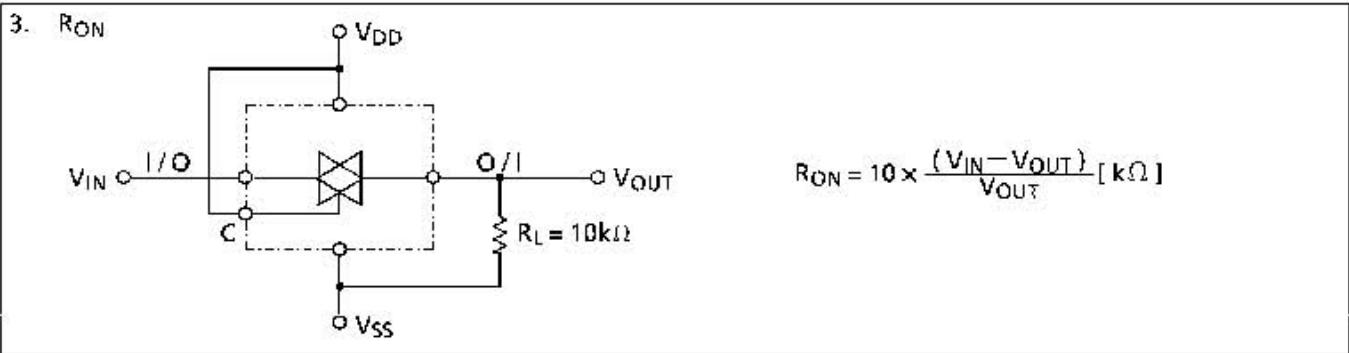 3. RON
VDD
VIN
I/O
O/I
VOUT
C
RL = 10kΩ
VSS
RON = 10 × (VIN − VOUT) / VOUT [kΩ]